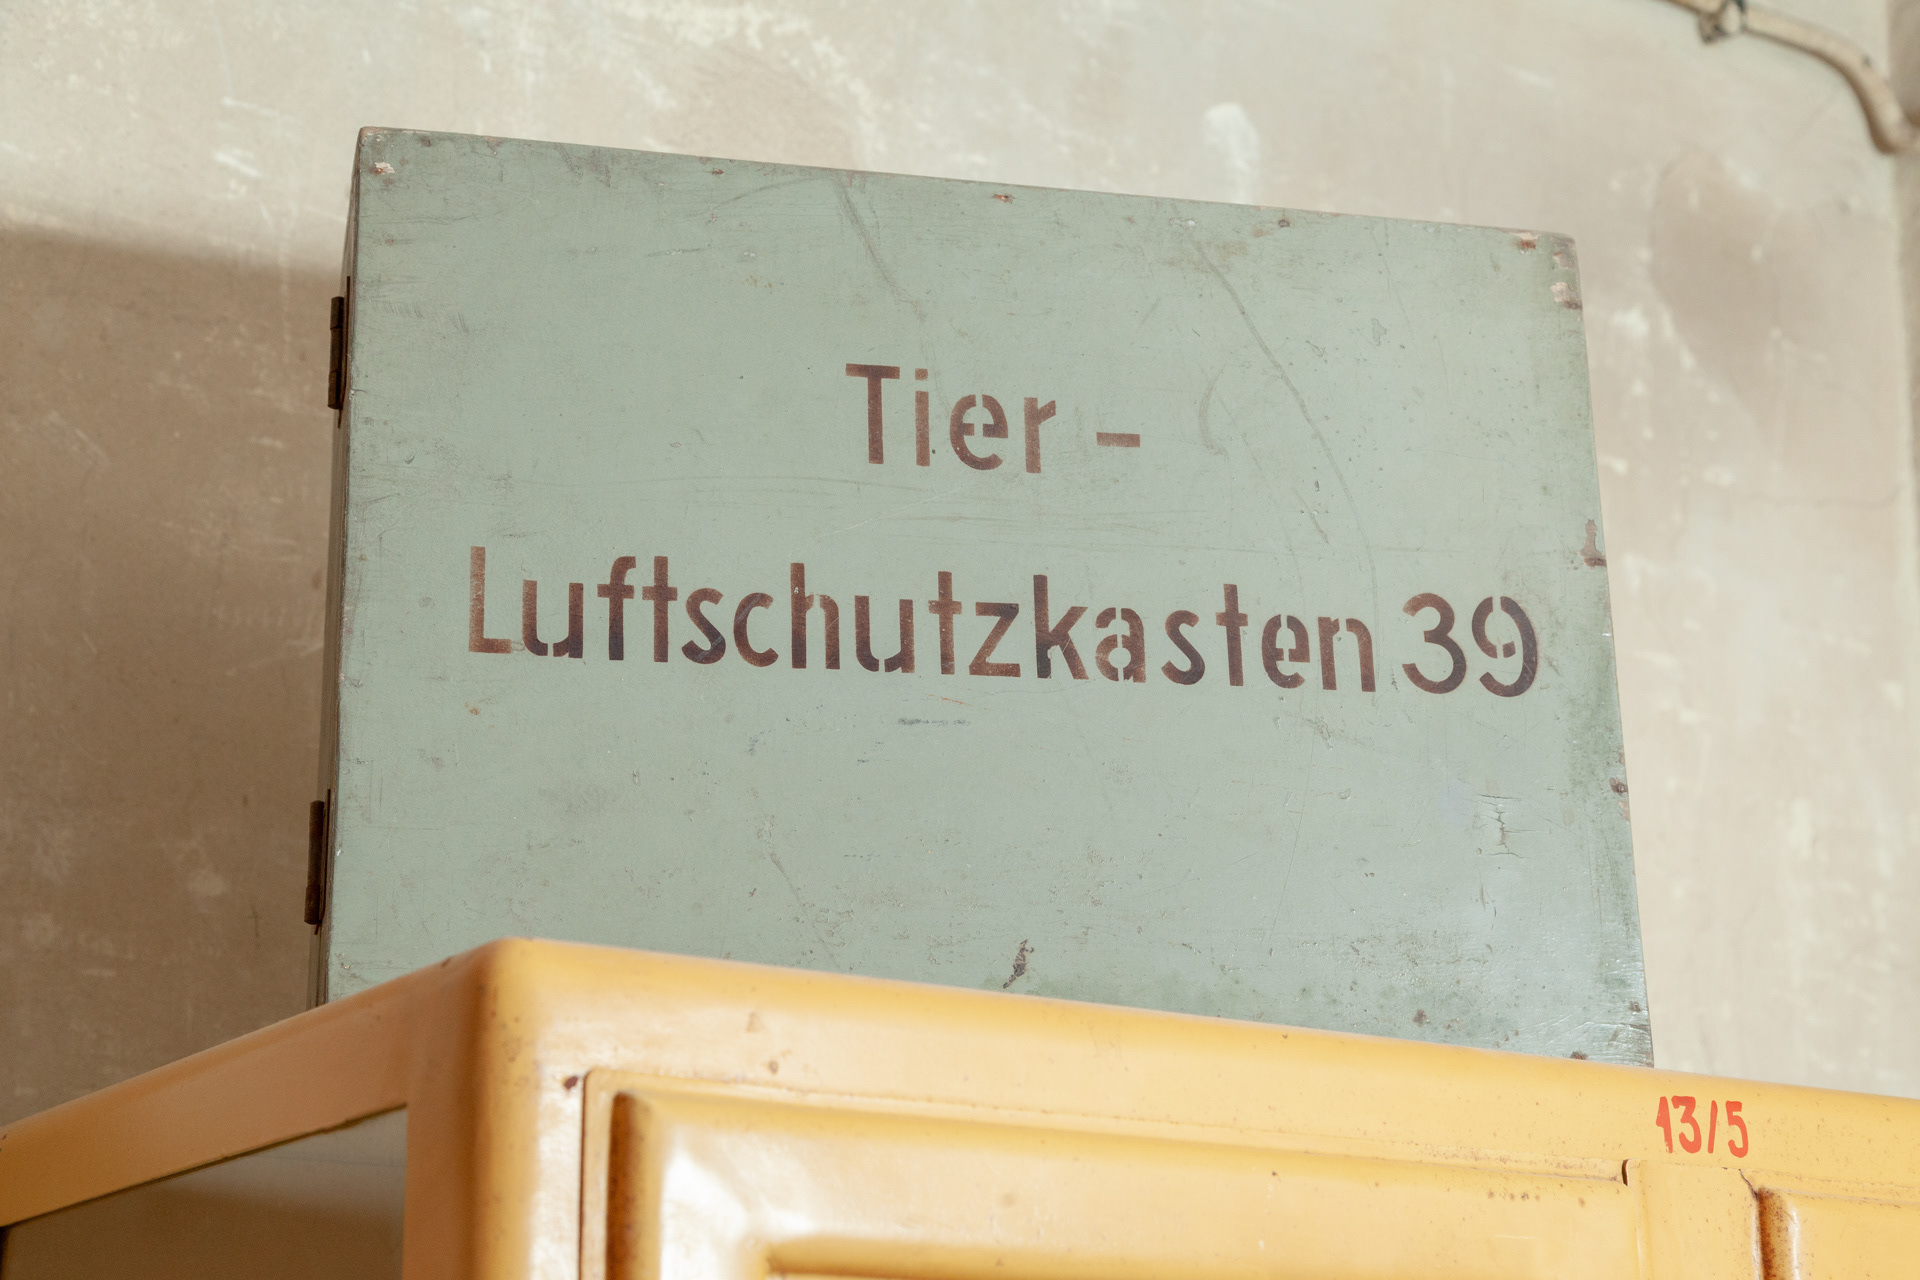 Tier -
Luftschutzkasten 39
13/5